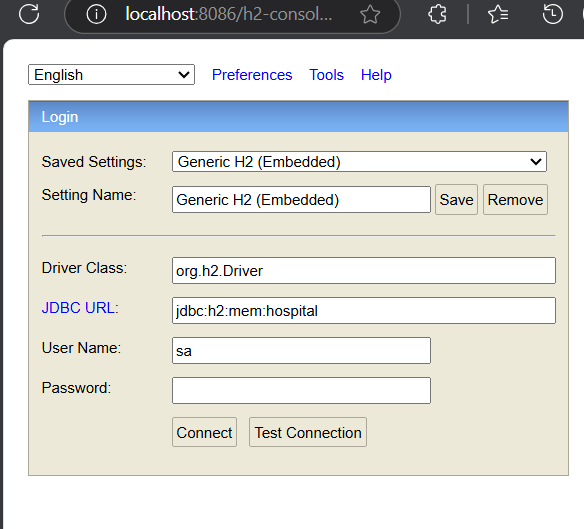 localhost:8086/h2-consol...
English Preferences Tools Help
Login
Saved Settings: Generic H2 (Embedded)
Setting Name: Generic H2 (Embedded) Save Remove
Driver Class: org.h2.Driver
JDBC URL: jdbc:h2:mem:hospital
User Name: sa
Password:
Connect Test Connection